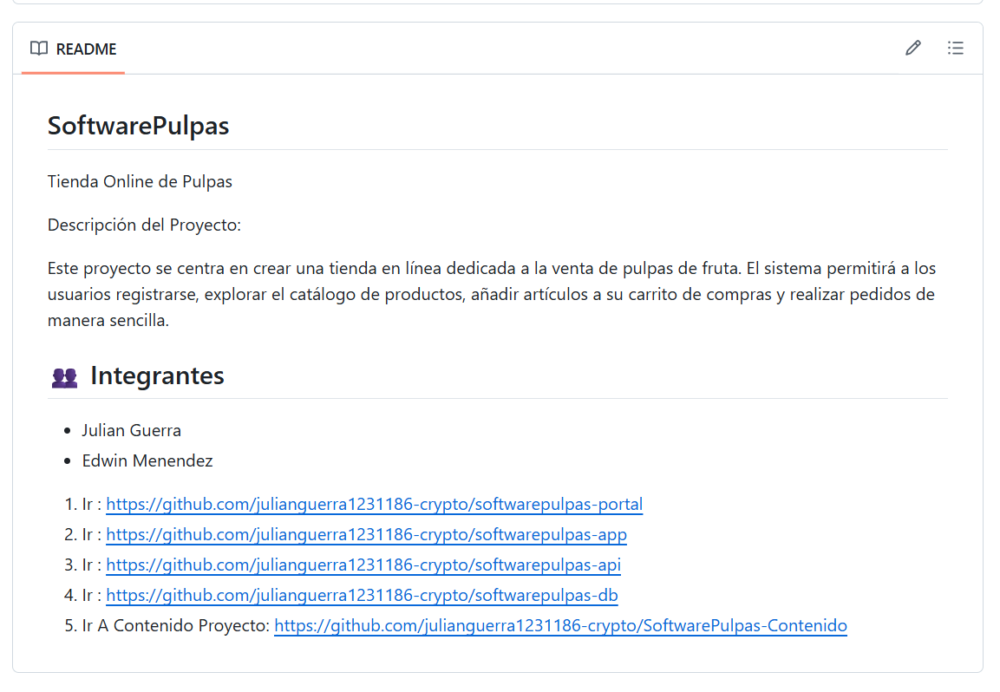 README
SoftwarePulpas
Tienda Online de Pulpas
Descripción del Proyecto:
Este proyecto se centra en crear una tienda en línea dedicada a la venta de pulpas de fruta. El sistema permitirá a los
usuarios registrarse, explorar el catálogo de productos, añadir artículos a su carrito de compras y realizar pedidos de
manera sencilla.
Integrantes
• Julian Guerra
• Edwin Menendez
1. Ir : https://github.com/julianguerra1231186-crypto/softwarepulpas-portal
2. Ir : https://github.com/julianguerra1231186-crypto/softwarepulpas-app
3. Ir : https://github.com/julianguerra1231186-crypto/softwarepulpas-api
4. Ir : https://github.com/julianguerra1231186-crypto/softwarepulpas-db
5. Ir A Contenido Proyecto: https://github.com/julianguerra1231186-crypto/SoftwarePulpas-Contenido